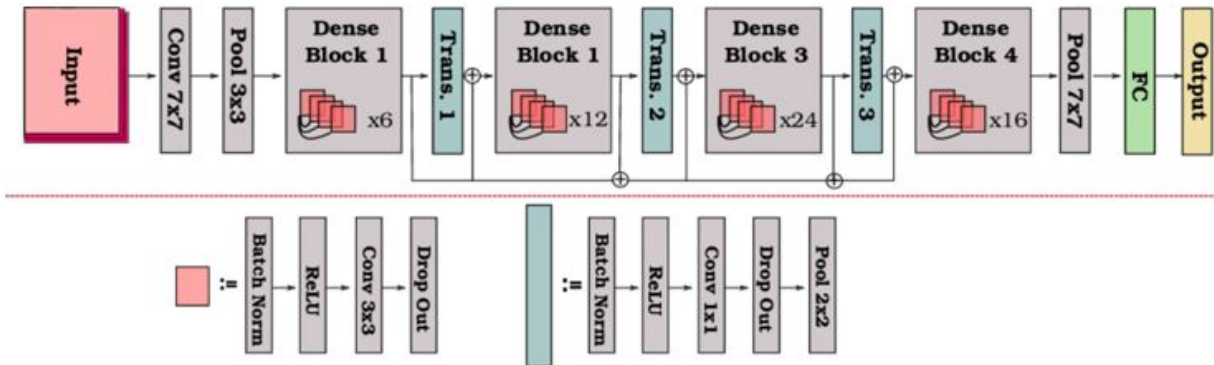 Input
Conv 7x7
Pool 3x3
Dense
Block 1
x6
Trans. 1
Dense
Block 1
x12
Trans. 2
Dense
Block 3
x24
Trans. 3
Dense
Block 4
x16
Pool 7x7
FC
Output
:=
Batch Norm
ReLU
Conv 3x3
Drop Out
:=
Batch Norm
ReLU
Conv 1x1
Drop Out
Pool 2x2